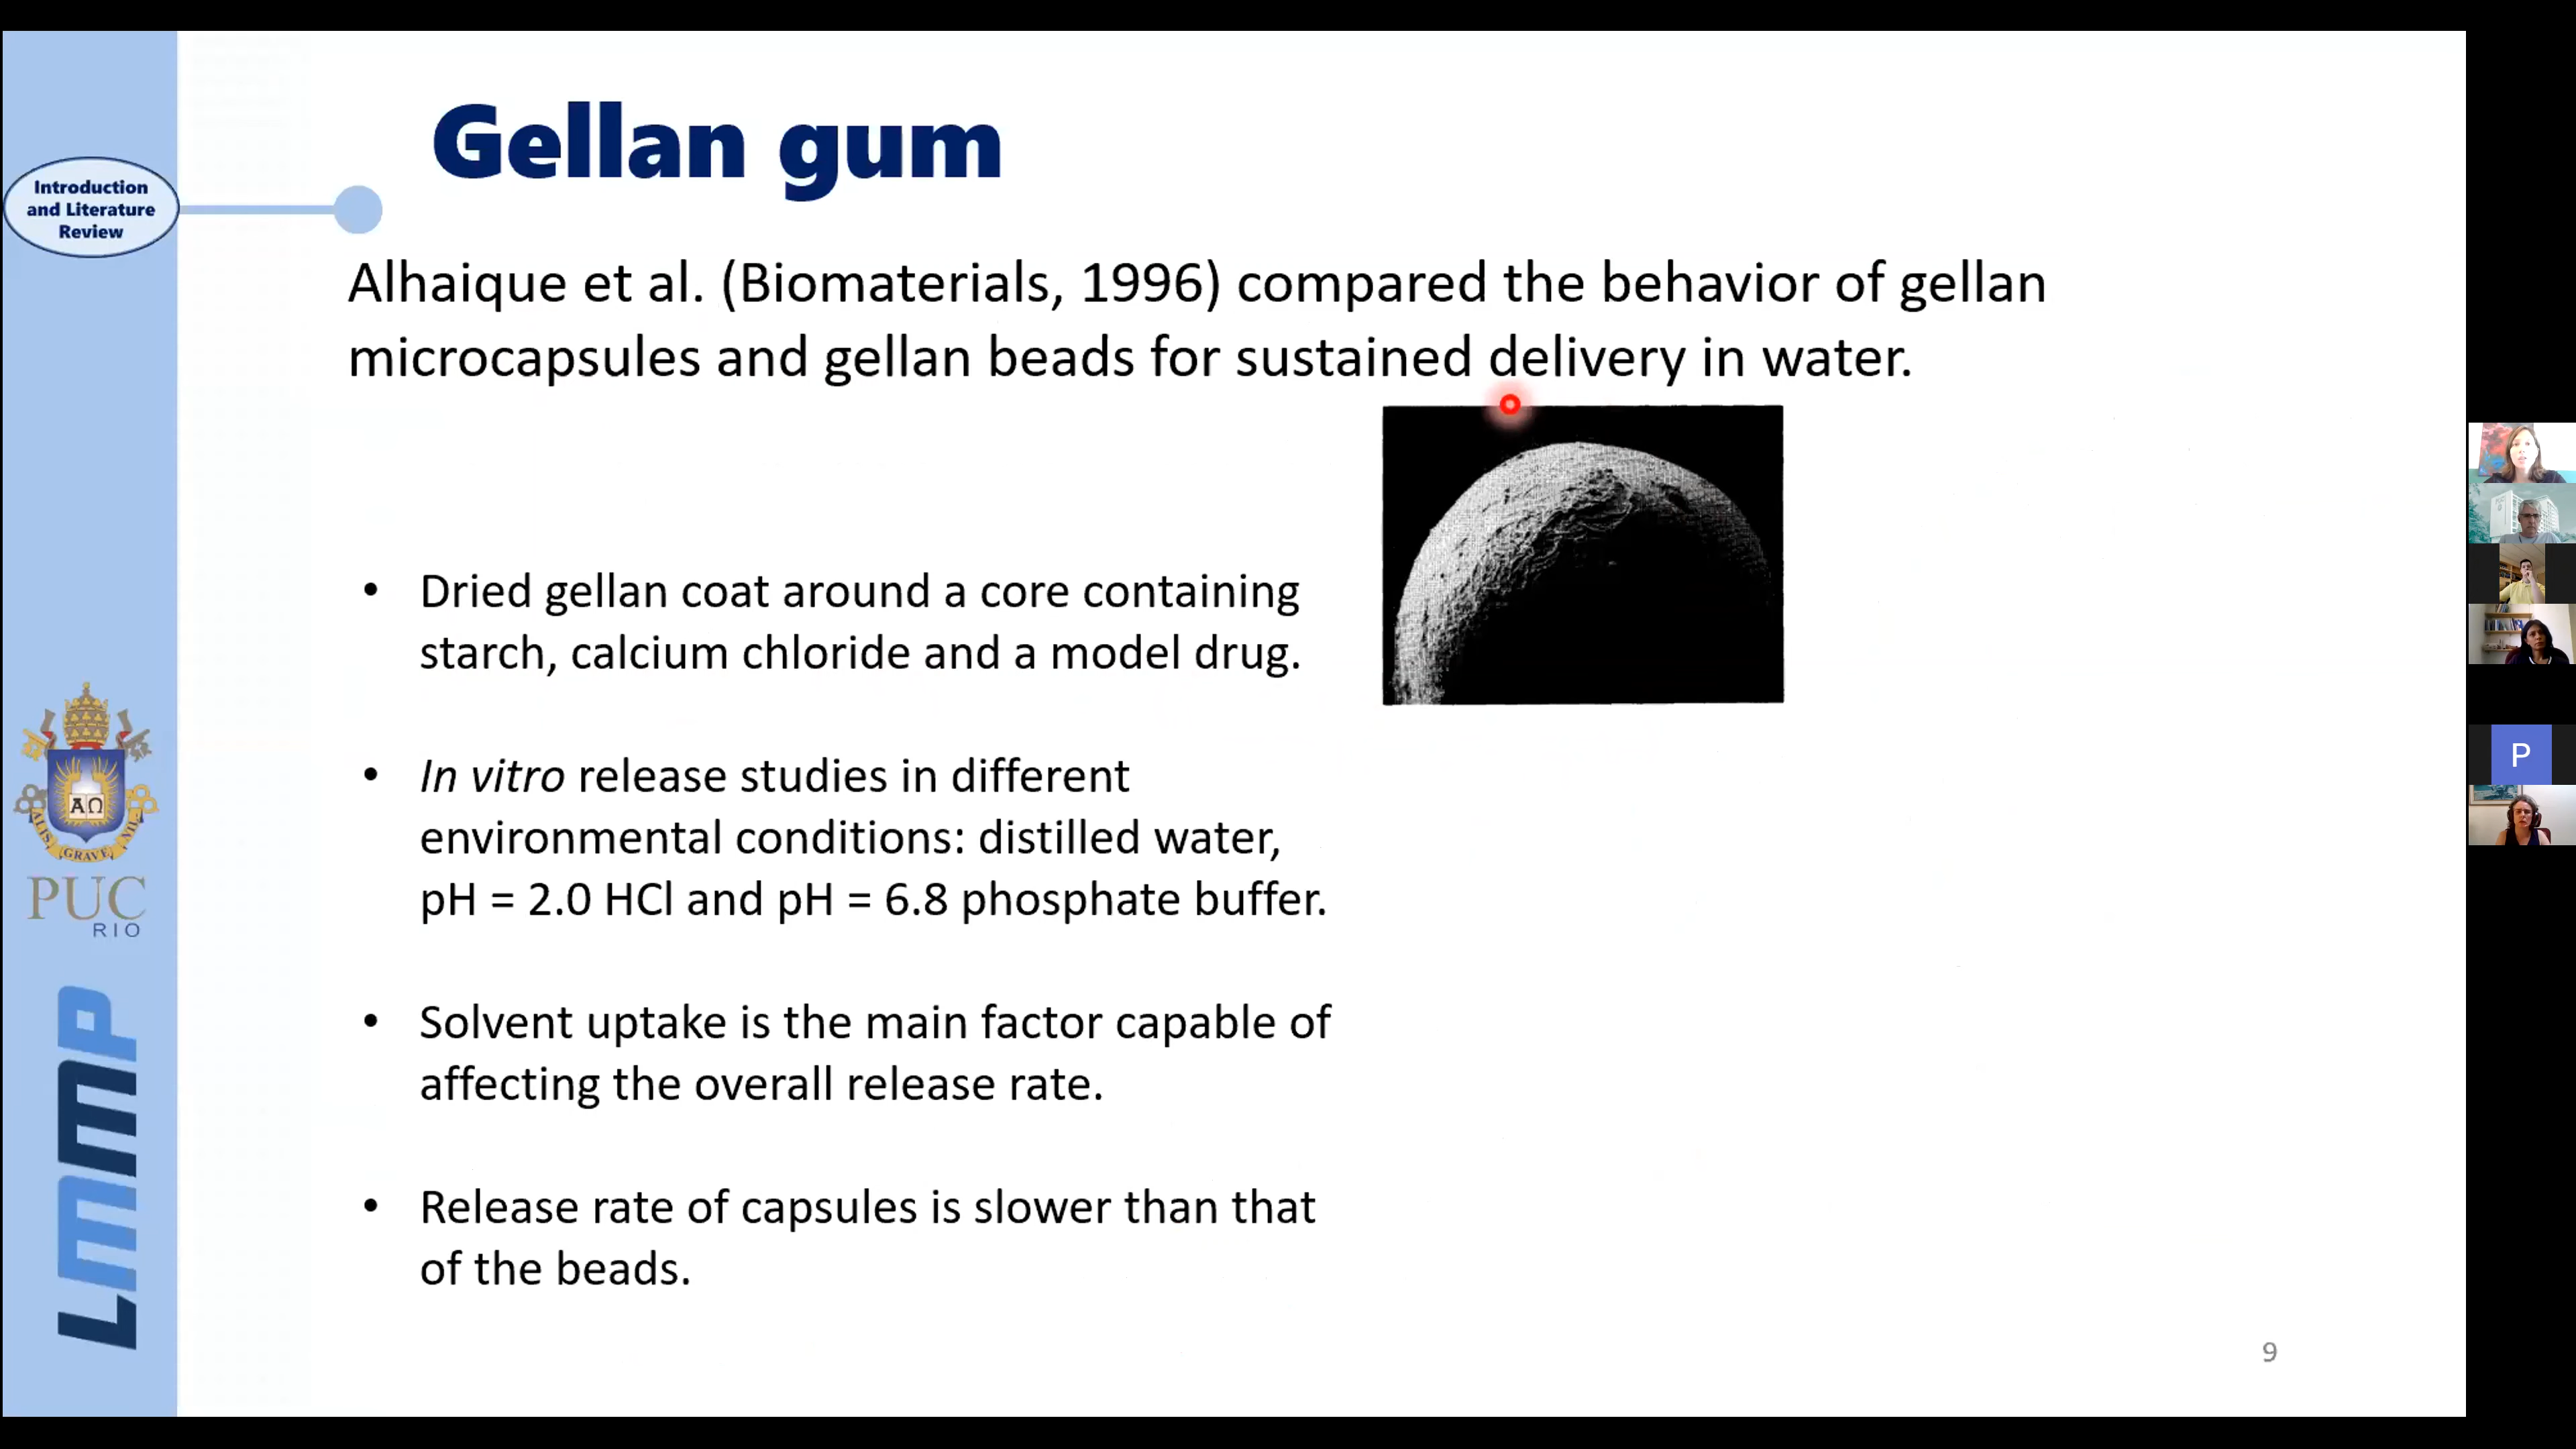 Gellan gum
Introduction
and Literature
Review
Alhaique et al. (Biomaterials, 1996) compared the behavior of gellan
microcapsules and gellan beads for sustained delivery in water.
• Dried gellan coat around a core containing
starch, calcium chloride and a model drug.
• In vitro release studies in different
environmental conditions: distilled water,
pH = 2.0 HCl and pH = 6.8 phosphate buffer.
• Solvent uptake is the main factor capable of
affecting the overall release rate.
• Release rate of capsules is slower than that
of the beads.
ΑΩ
ALIS
GRAVE
NIL
PUC
RIO
LMMP
P
9